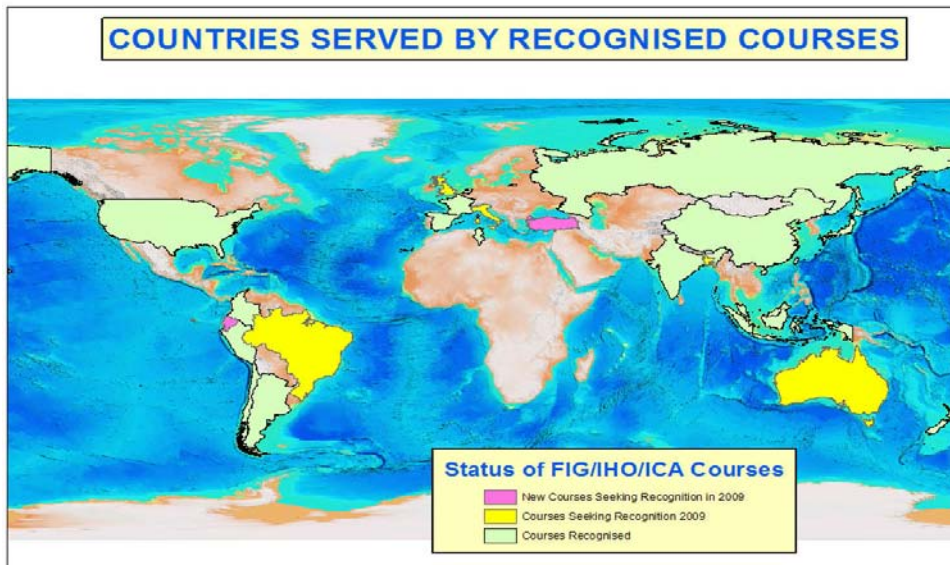 COUNTRIES SERVED BY RECOGNISED COURSES
Status of FIG/IHO/ICA Courses
New Courses Seeking Recognition in 2009
Courses Seeking Recognition 2009
Courses Recognised